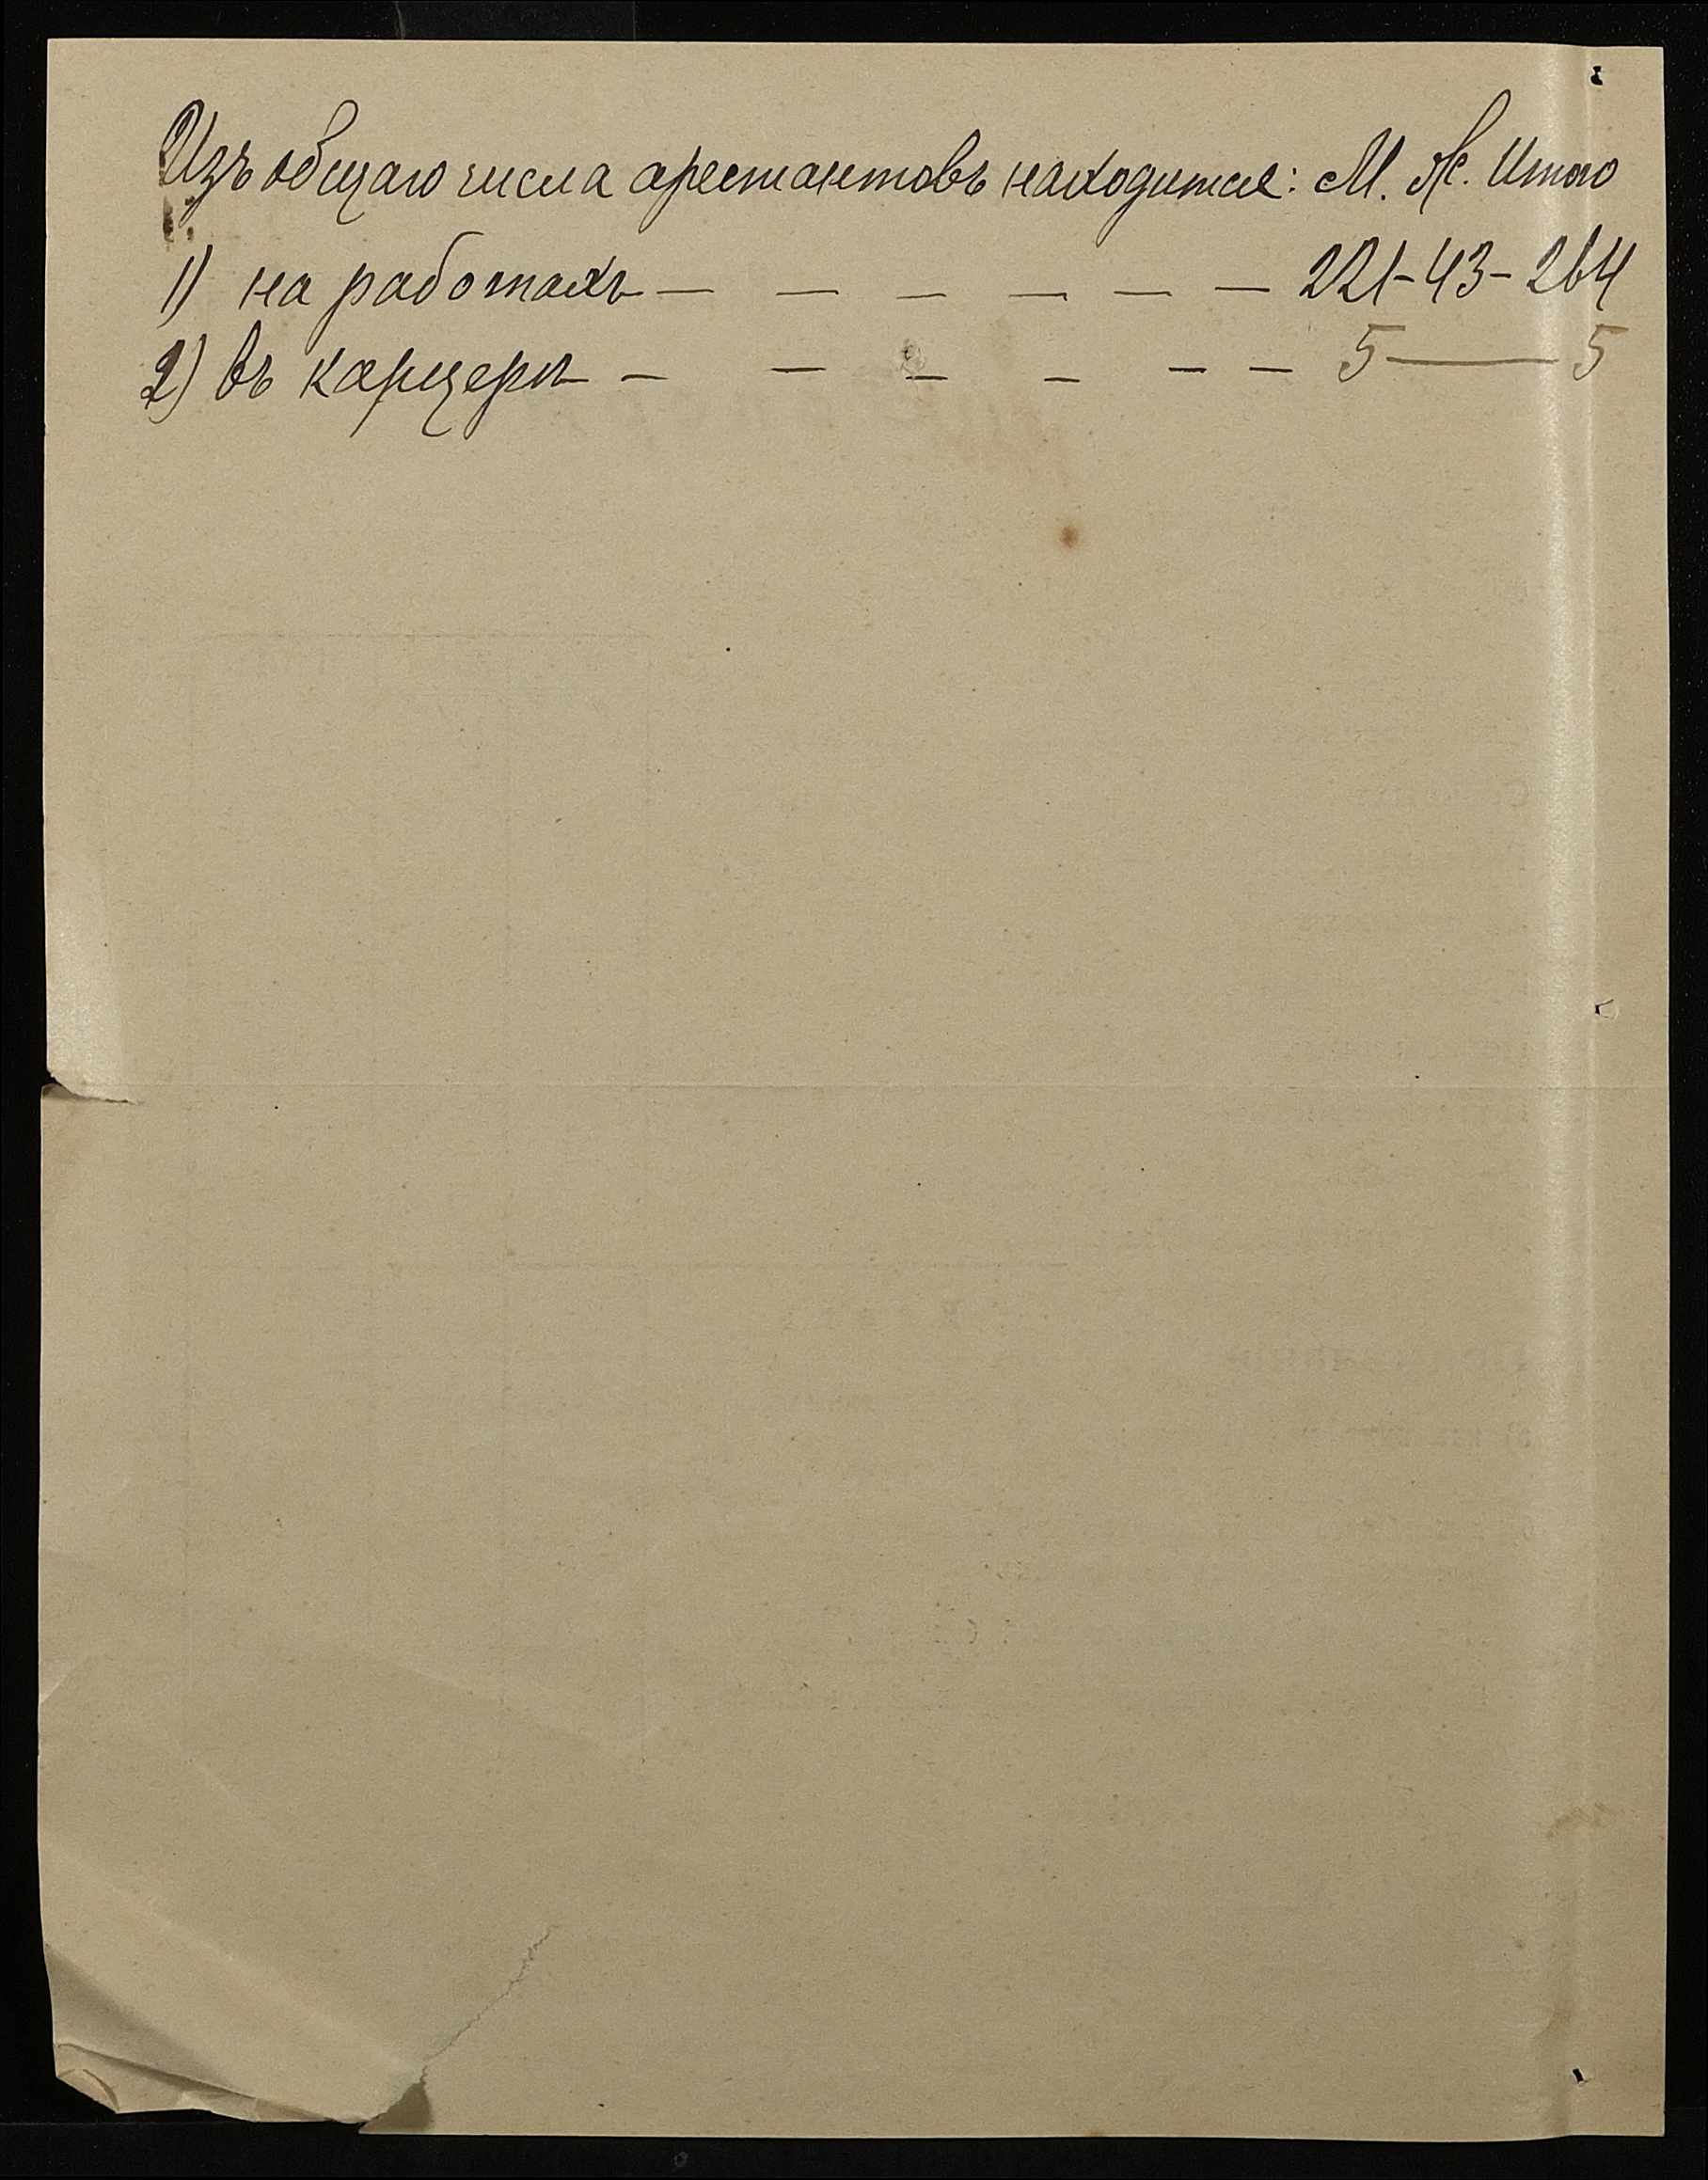 Изъ общаго числа арестантовъ находится: М. Ж. Итого
1) на работахъ — — — — — — 221-43-264
2) въ карцерѣ — — — — — — 5 — 5